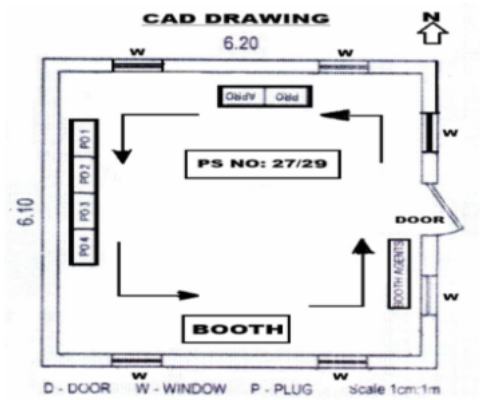 CAD DRAWING
N
6.20
W
W
PRO
APRO
W
PO 1
PO 2
PO 3
PO 4
PS NO: 27/29
6.10
DOOR
BOOTH AGENTS
W
BOOTH
W
W
D - DOOR W - WINDOW P - PLUG Scale 1cm:1m